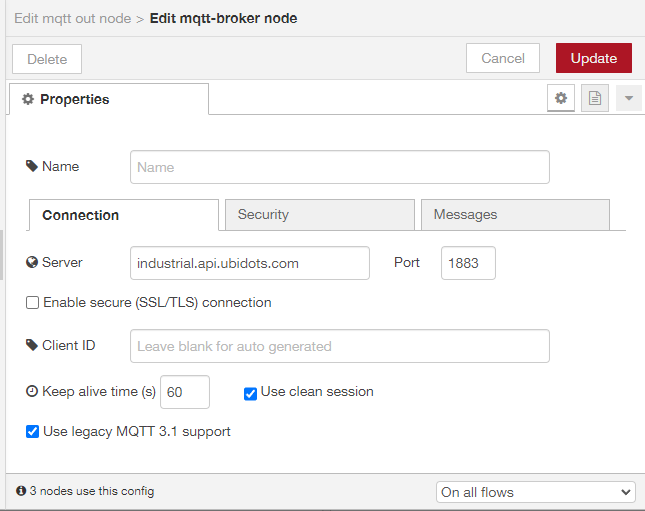 Edit mqtt out node > Edit mqtt-broker node
Delete Cancel Update
Properties
Name Name
Connection Security Messages
Server industrial.api.ubidots.com Port 1883
Enable secure (SSL/TLS) connection
Client ID Leave blank for auto generated
Keep alive time (s) 60 Use clean session
Use legacy MQTT 3.1 support
3 nodes use this config On all flows